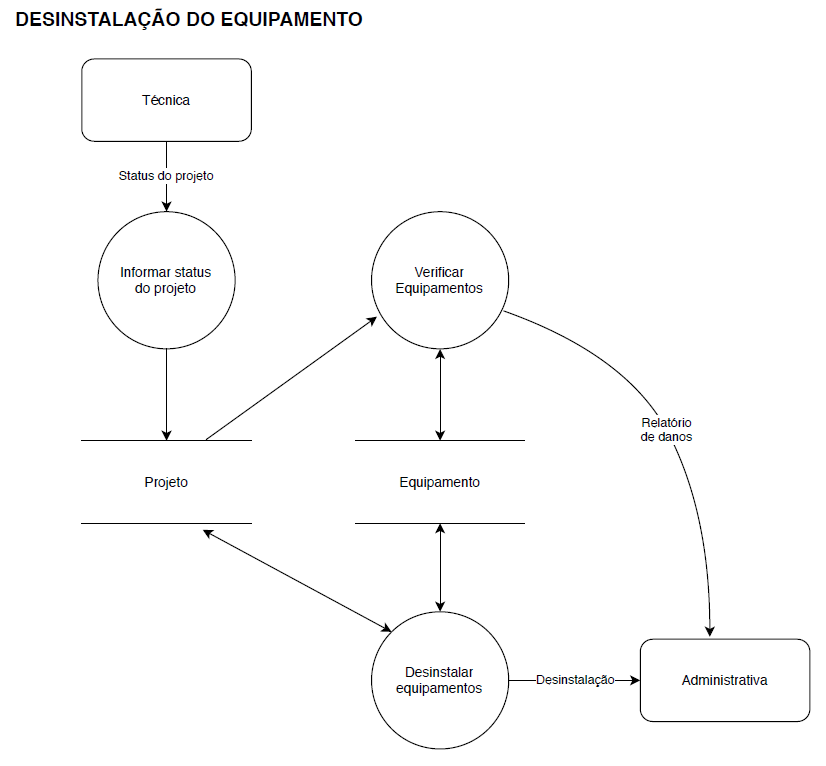 DESINSTALAÇÃO DO EQUIPAMENTO
Técnica
Status do projeto
Informar status
do projeto
Verificar
Equipamentos
Relatório
de danos
Projeto
Equipamento
Desinstalar
equipamentos
Desinstalação
Administrativa